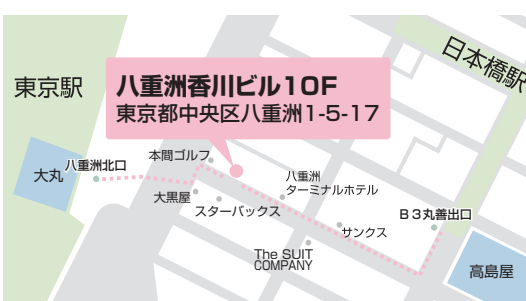 日本橋駅
東京駅
八重洲香川ビル10F
東京都中央区八重洲1-5-17
本間ゴルフ
八重洲北口
大丸
八重洲
ターミナルホテル
大黒屋
スターバックス
B3丸善出口
サンクス
The SUIT
COMPANY
高島屋